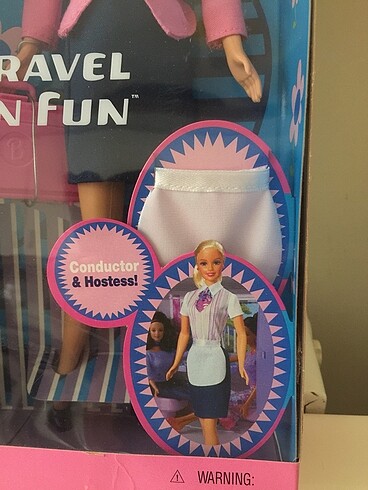 RAVEL
N FUN™
Conductor
& Hostess!
⚠ WARNING: